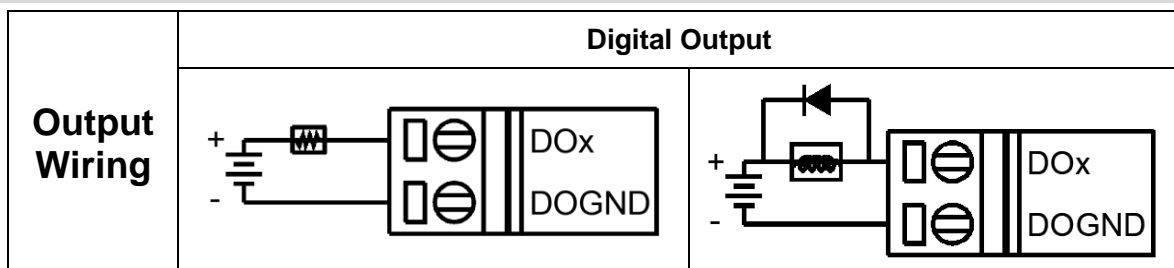 Digital Output
Output
Wiring
+
-
DOx
DOGND
+
-
DOx
DOGND